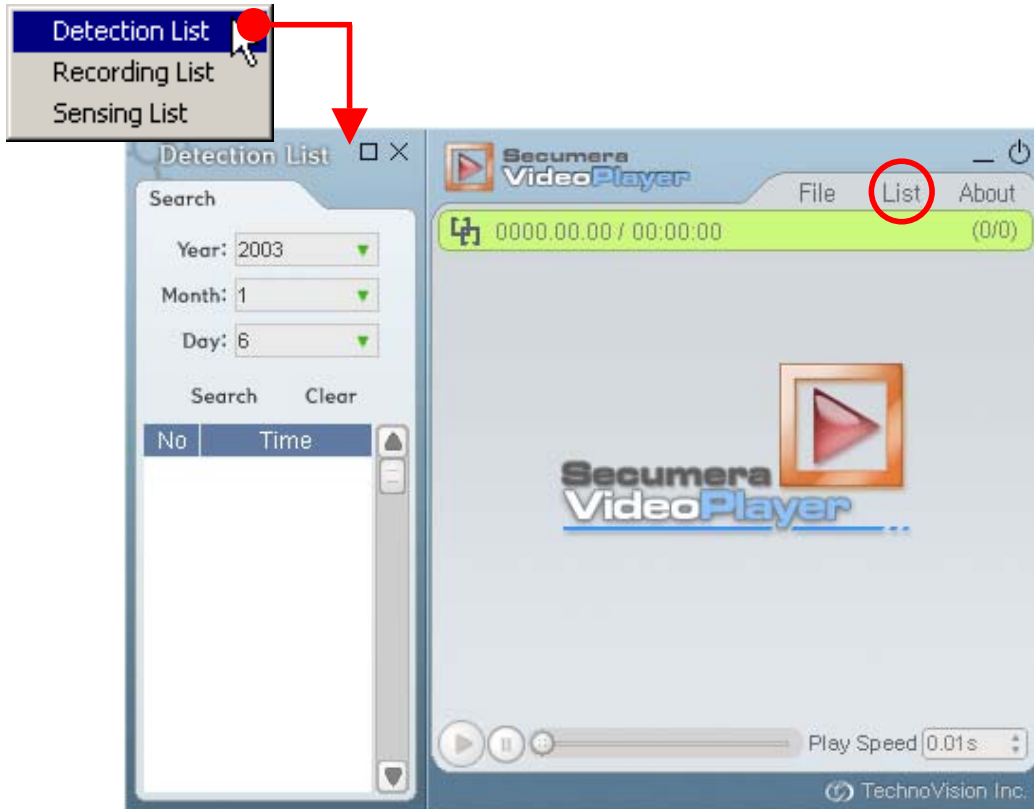 Detection List
Recording List
Sensing List
Detection List
Search
Year: 2003
Month: 1
Day: 6
Search Clear
No Time
Secumera
VideoPlayer
File List About
0000.00.00 / 00:00:00 (0/0)
Secumera
VideoPlayer
Play Speed 0.01s
TechnoVision Inc.